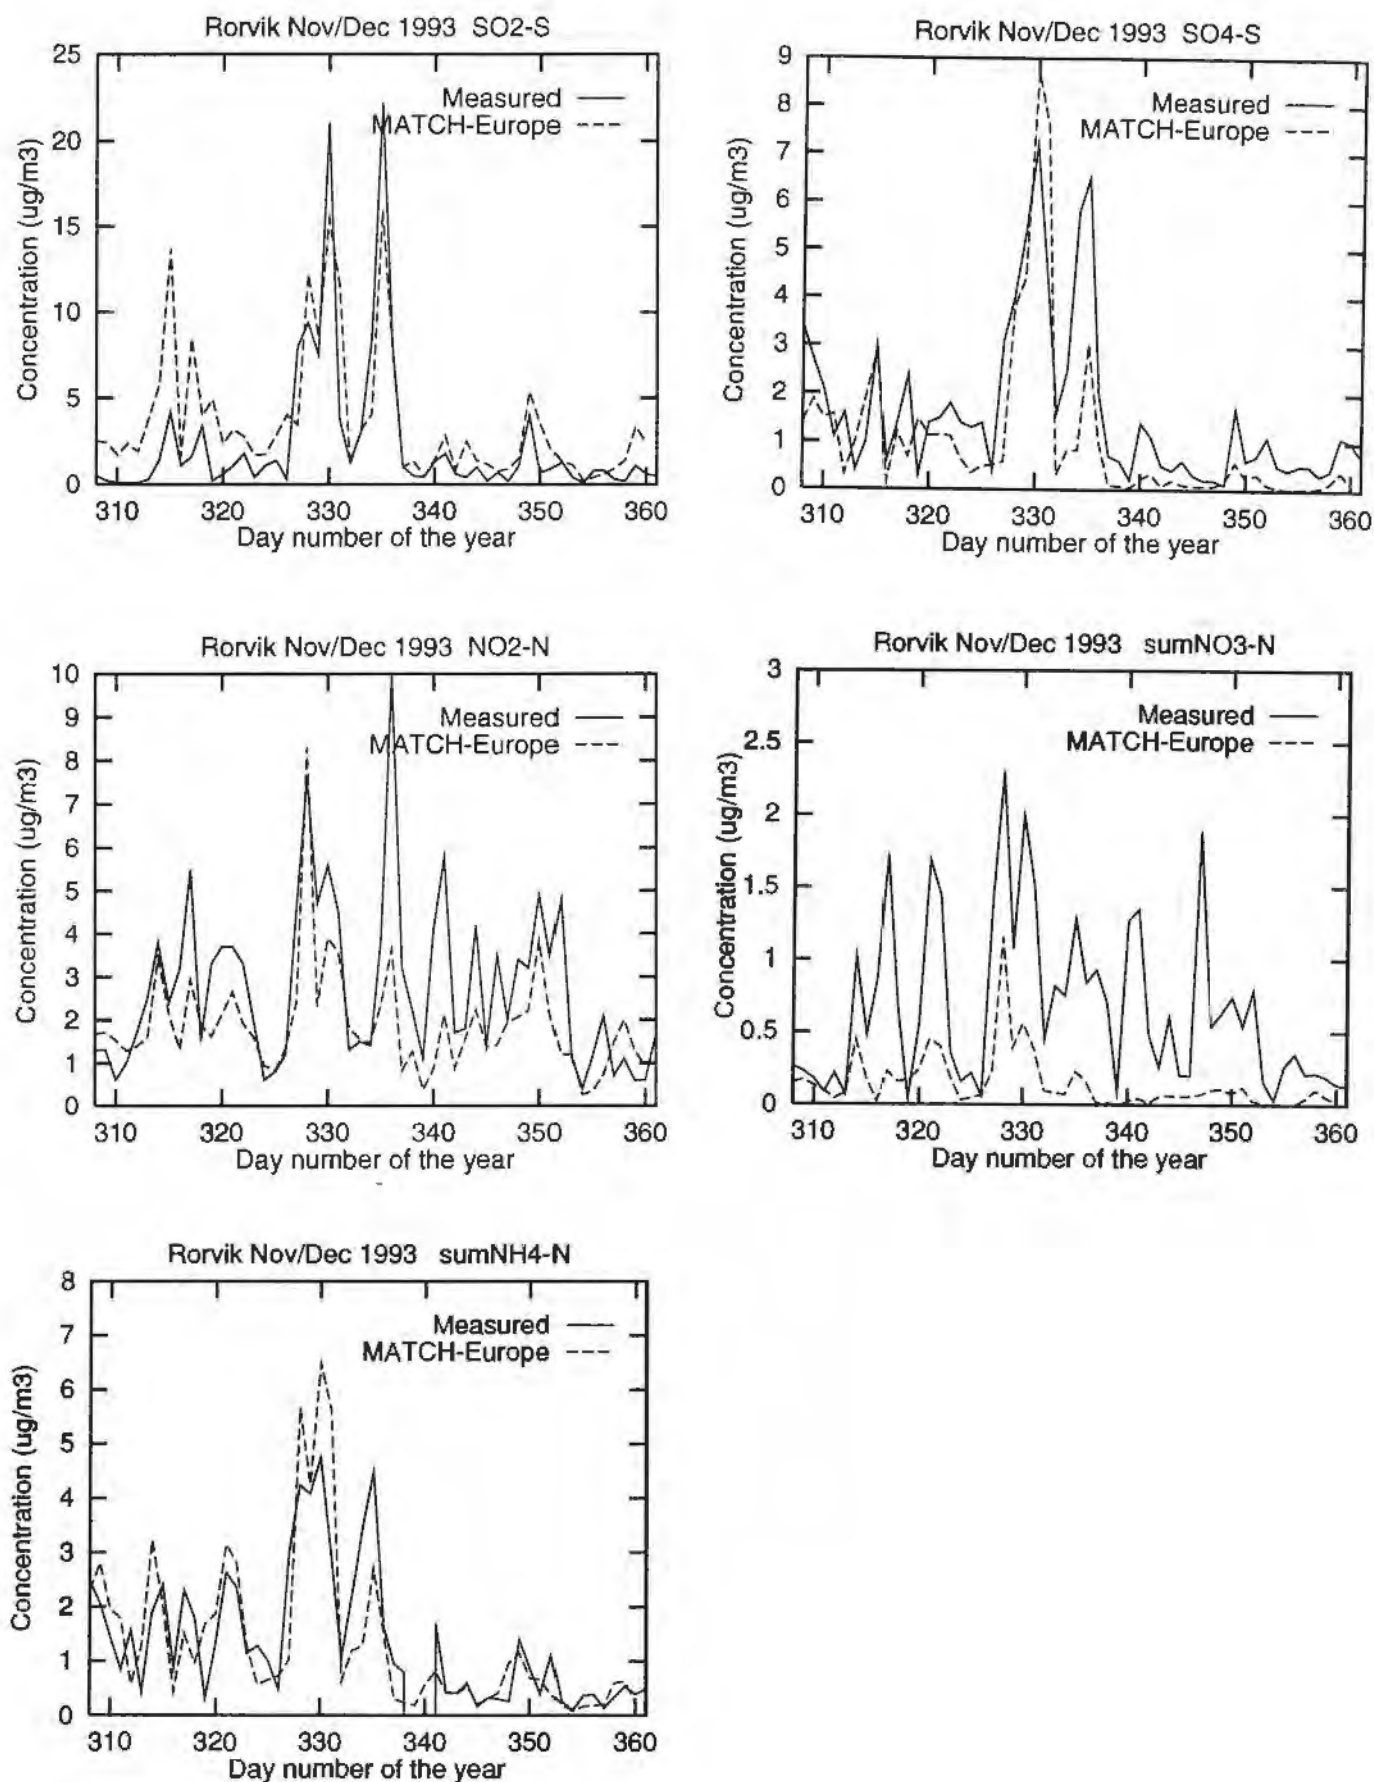 Rorvik Nov/Dec 1993 SO2-S
25
20
15
10
5
0
Concentration (ug/m3)
Measured
MATCH-Europe
310 320 330 340 350 360
Day number of the year
Rorvik Nov/Dec 1993 SO4-S
9
8
7
6
5
4
3
2
1
0
Concentration (ug/m3)
Measured
MATCH-Europe
310 320 330 340 350 360
Day number of the year
Rorvik Nov/Dec 1993 NO2-N
10
9
8
7
6
5
4
3
2
1
0
Concentration (ug/m3)
Measured
MATCH-Europe
310 320 330 340 350 360
Day number of the year
Rorvik Nov/Dec 1993 sumNO3-N
3
2.5
2
1.5
1
0.5
0
Concentration (ug/m3)
Measured
MATCH-Europe
310 320 330 340 350 360
Day number of the year
Rorvik Nov/Dec 1993 sumNH4-N
8
7
6
5
4
3
2
1
0
Concentration (ug/m3)
Measured
MATCH-Europe
310 320 330 340 350 360
Day number of the year